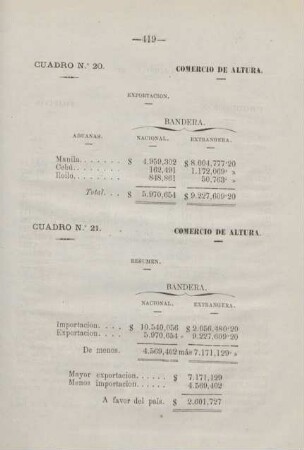 —419—
CUADRO N.º 20. COMERCIO DE ALTURA.
EXPORTACION.
BANDERA.
ADUANAS. NACIONAL. EXTRANGERA.
Manila. . . . . . . $ 4.959,302 $ 8.004,777·20
Cebú. . . . . . . 162,491 1.172,069· »
Iloilo. . . . . . . 848,861 50,763· »
Total. . . . $ 5.970,654 $ 9.227,609·20
CUADRO N.º 21. COMERCIO DE ALTURA.
RESUMEN.
BANDERA.
NACIONAL. EXTRANGERA.
Importacion. . . . $ 10.540,056 $ 2.056,480·20
Exportacion. . . . . 5.970,654 » 9.227,609·20
De menos. 4.569,402 más 7.171,129· »
Mayor exportacion. . . . $ 7.171,129
Menos importacion. . . . 4.569,402
A favor del país. $ 2.601,727